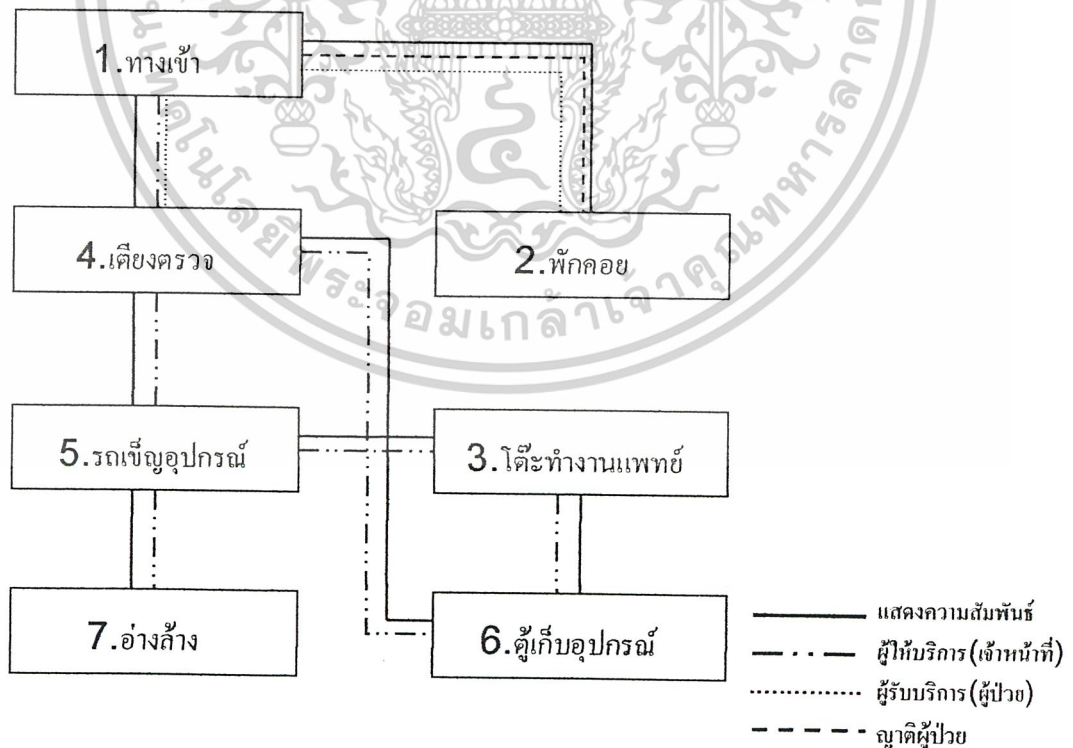 1.ทางเข้า
4.เตียงตรวจ
2.พักคอย
5.รถเข็ญอุปกรณ์
3.โต๊ะทำงานแพทย์
7.อ่างล้าง
6.ตู้เก็บอุปกรณ์
แสดงความสัมพันธ์
ผู้ให้บริการ(เจ้าหน้าที่)
ผู้รับบริการ(ผู้ป่วย)
ญาติผู้ป่วย